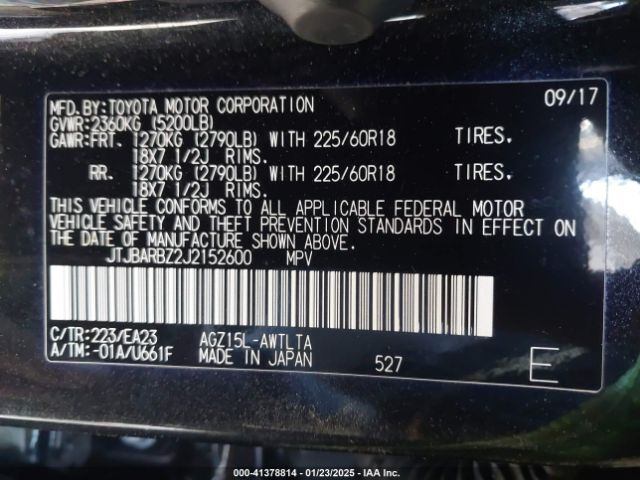 MFD.BY:TOYOTA MOTOR CORPORATION 09/17
GVWR:2360KG (5200LB)
GAWR:FRT. 1270KG (2790LB) WITH 225/60R18 TIRES.
18X7 1/2J RIMS.
RR. 1270KG (2790LB) WITH 225/60R18 TIRES.
18X7 1/2J RIMS.
THIS VEHICLE CONFORMS TO ALL APPLICABLE FEDERAL MOTOR
VEHICLE SAFETY AND THEFT PREVENTION STANDARDS IN EFFECT ON
THE DATE OF MANUFACTURE SHOWN ABOVE.
JTJBARBZ2J2152600 MPV
C/TR:223/EA23 AGZ15L-AWTLTA
A/TM:-01A/U661F MADE IN JAPAN 527 E
000-41378814 - 01/23/2025 - IAAI.COM